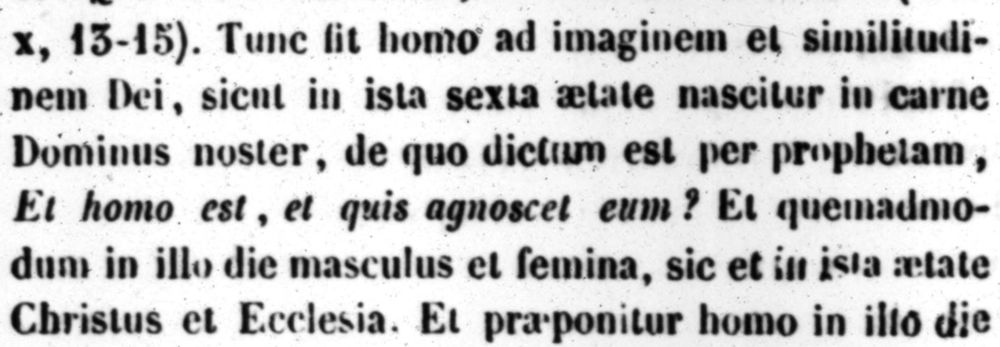 x, 13-15). Tunc fit homo ad imaginem et similitudi-
nem Dei, sicut in ista sexta ætate nascitur in carne
Dominus noster, de quo dictum est per prophetam,
Et homo est, et quis agnoscet eum? Et quemadmo-
dum in illo die masculus et femina, sic et in ista ætate
Christus et Ecclesia. Et præponitur homo in illo die